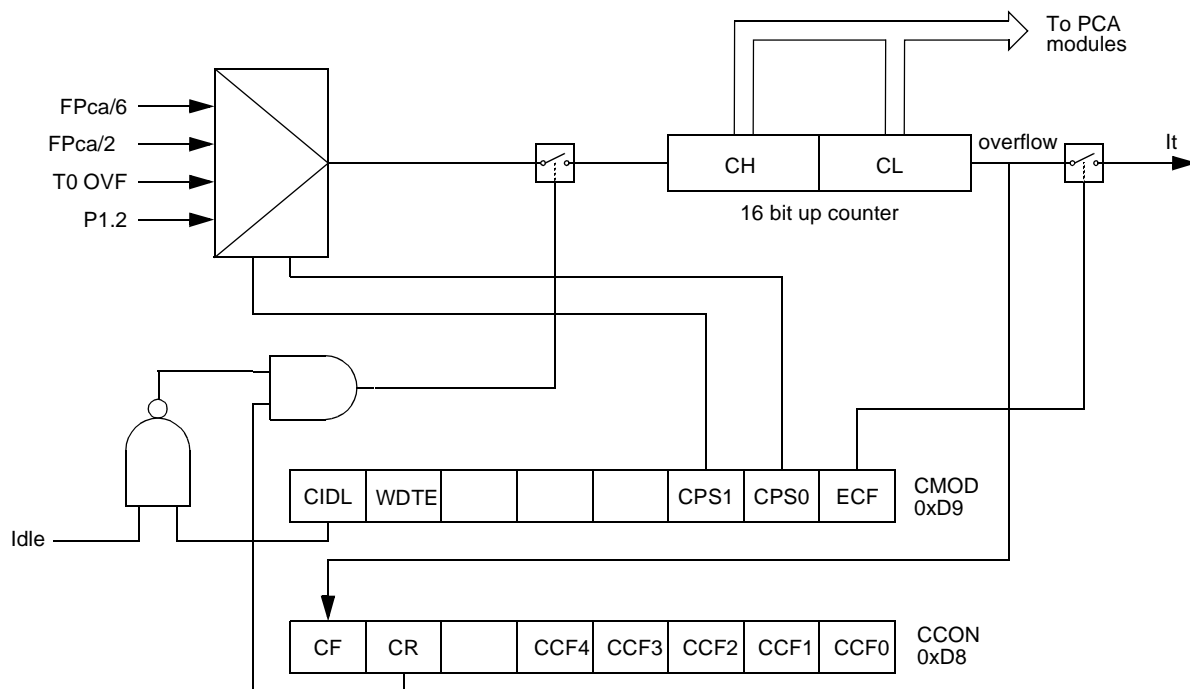 To PCA
modules
FPca/6
FPca/2
T0 OVF
P1.2
overflow
It
CH
CL
16 bit up counter
CIDL
WDTE
CPS1
CPS0
ECF
CMOD
0xD9
Idle
CF
CR
CCF4
CCF3
CCF2
CCF1
CCF0
CCON
0xD8